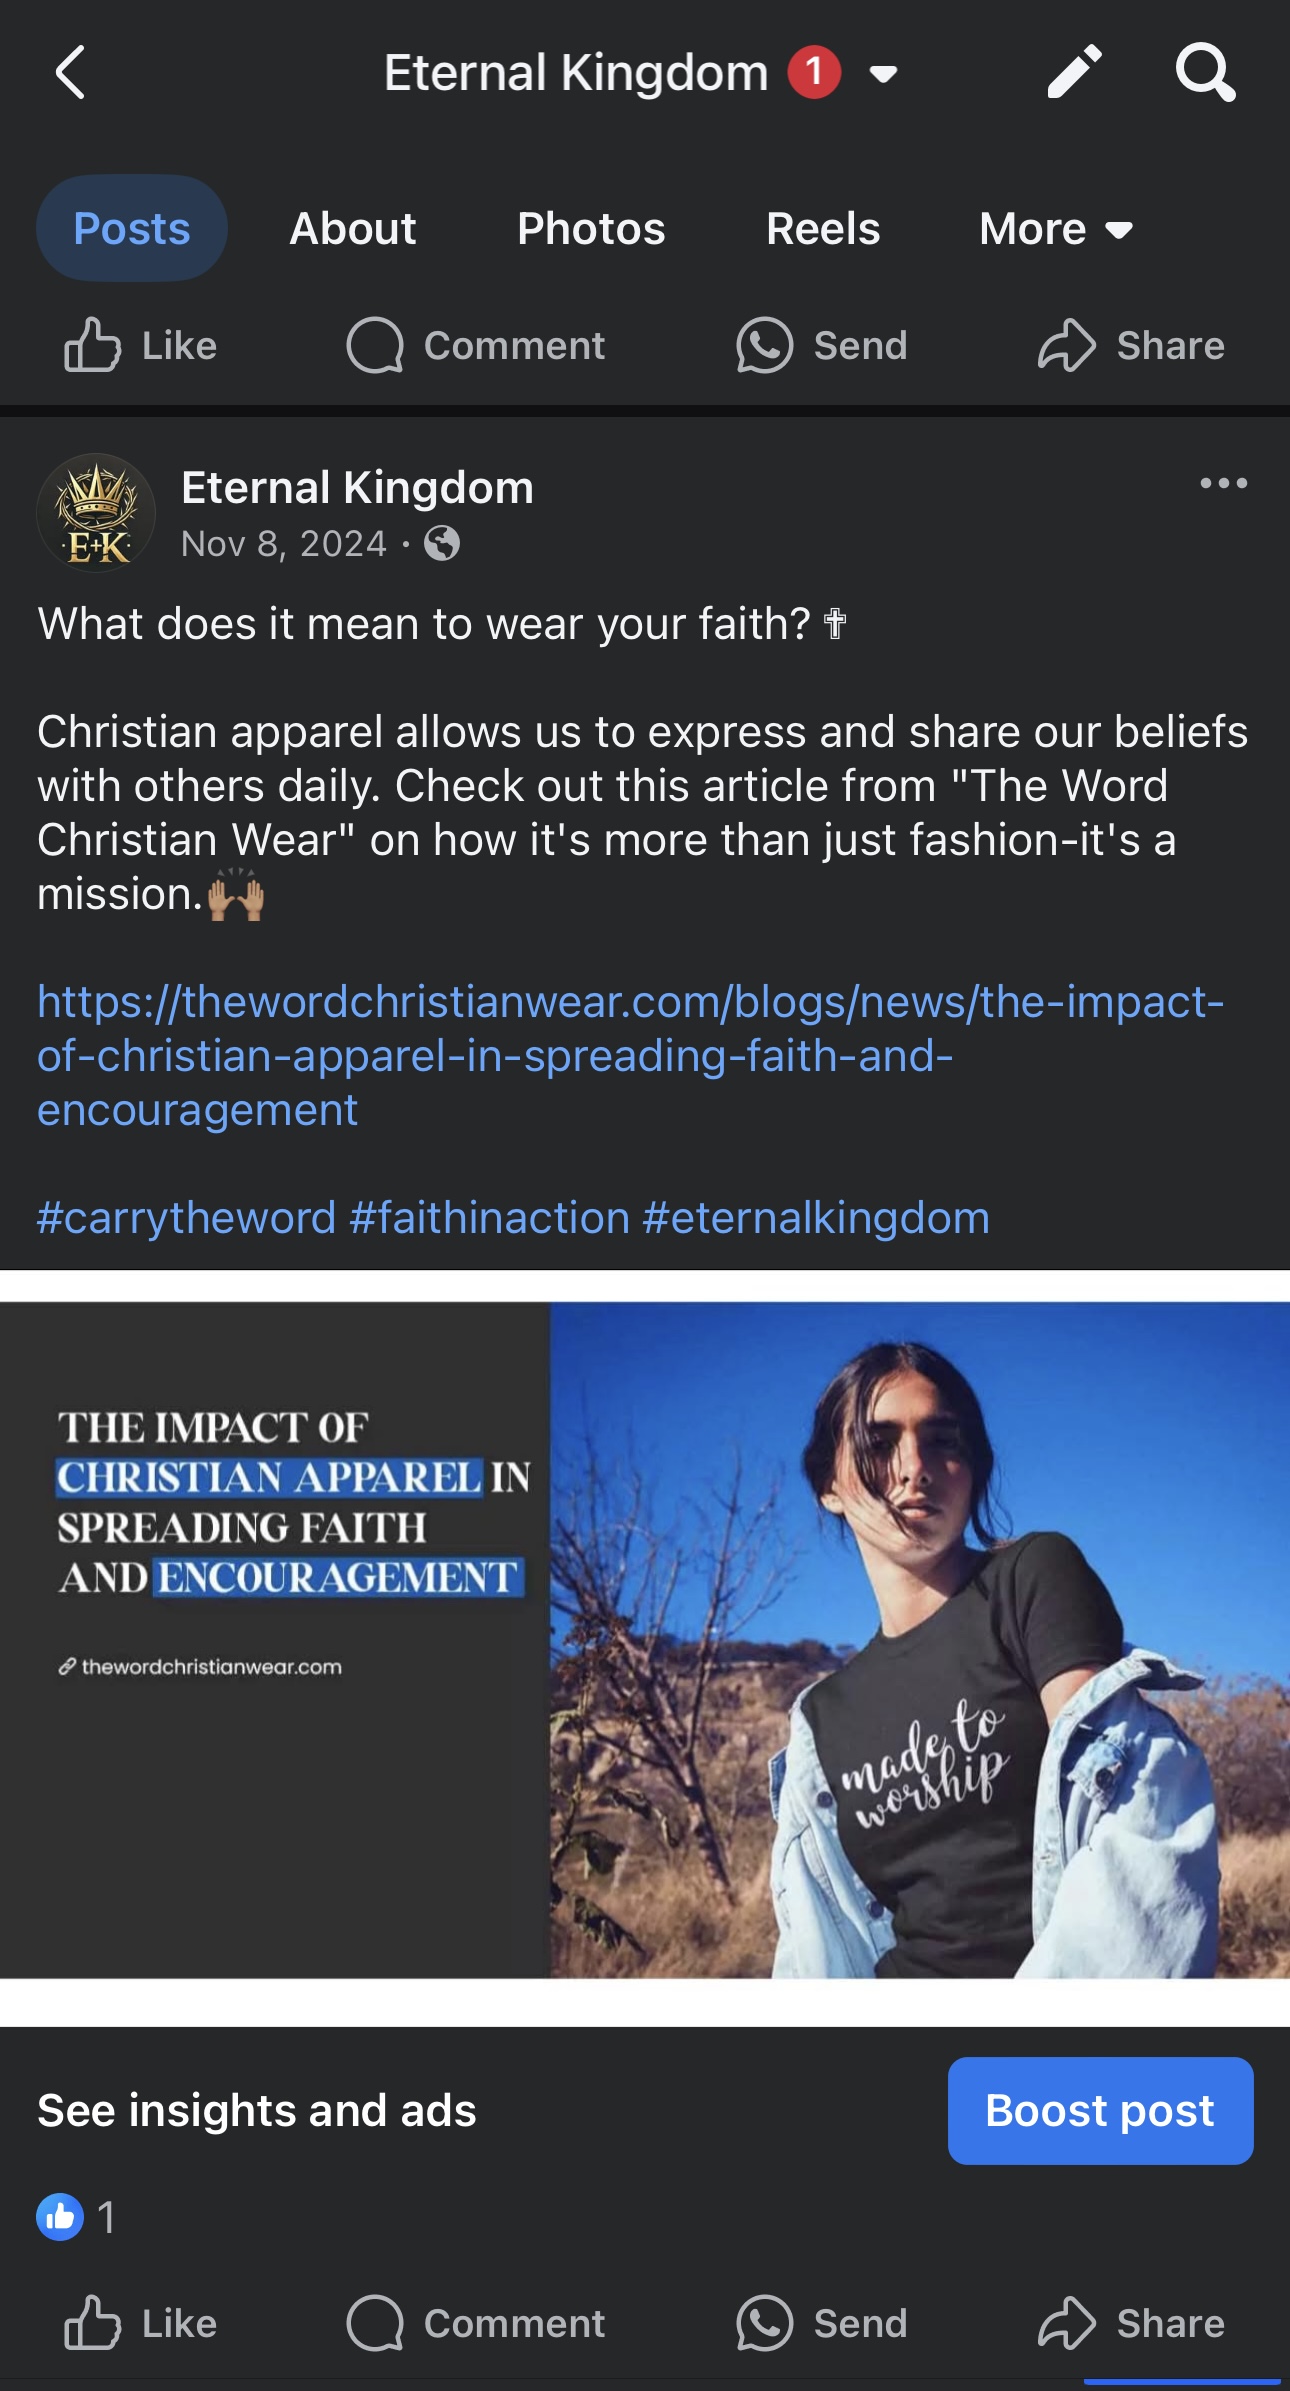 Eternal Kingdom 1
Posts About Photos Reels More
Like Comment Send Share
E+K
Eternal Kingdom
Nov 8, 2024 ·
What does it mean to wear your faith? ✞
Christian apparel allows us to express and share our beliefs
with others daily. Check out this article from "The Word
Christian Wear" on how it's more than just fashion-it's a
mission.🙌🏽
https://thewordchristianwear.com/blogs/news/the-impact-
of-christian-apparel-in-spreading-faith-and-
encouragement
#carrytheword #faithinaction #eternalkingdom
THE IMPACT OF
CHRISTIAN APPAREL IN
SPREADING FAITH
AND ENCOURAGEMENT
thewordchristianwear.com
made to
worship
See insights and ads Boost post
1
Like Comment Send Share